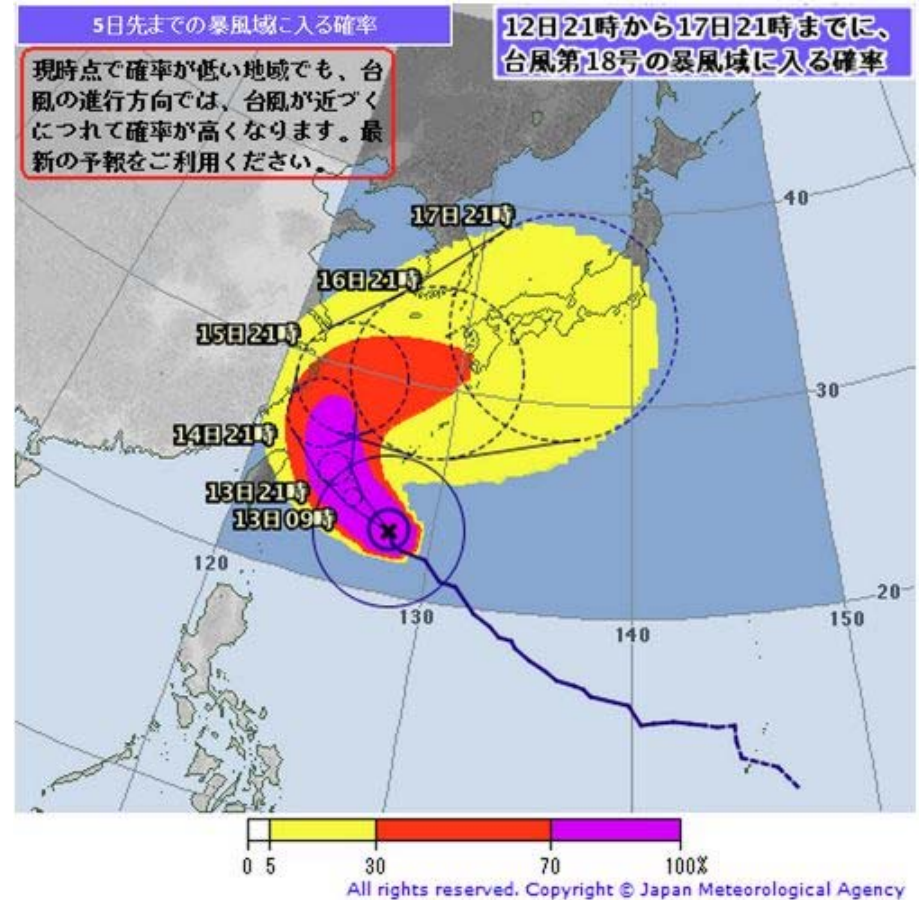 5日先までの暴風域に入る確率
12日21時から17日21時までに、
台風第18号の暴風域に入る確率
現時点で確率が低い地域でも、台
風の進行方向では、台風が近づく
につれて確率が高くなります。最
新の予報をご利用ください。
40
17日21時
16日21時
15日21時
30
14日21時
13日21時
13日09時
120
20
130
150
140
0 5 30 70 100%
All rights reserved. Copyright © Japan Meteorological Agency